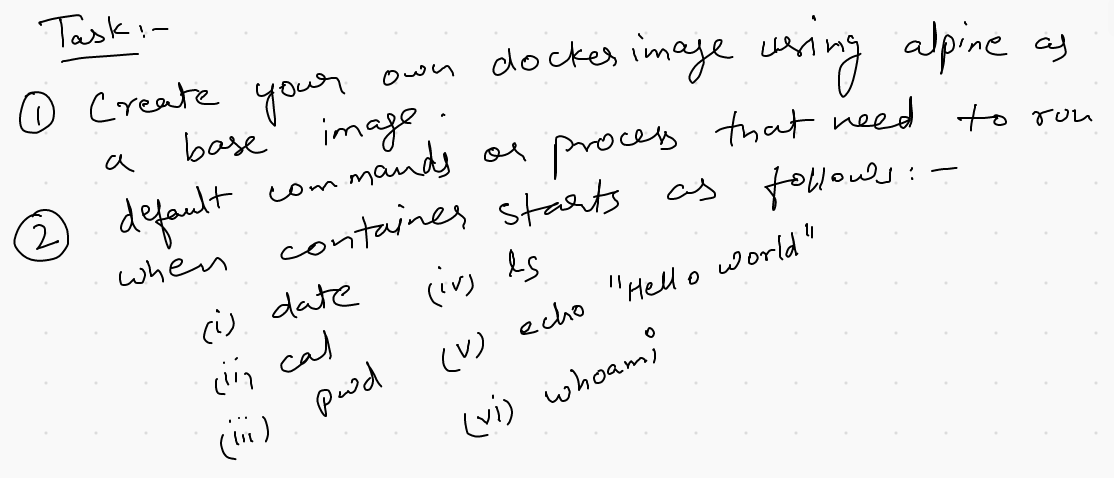 Task :-
① Create your own docker image using alpine as
a base image.
② default commands or process that need to run
when container starts as follows :-
(i) date (iv) ls
(ii) cal (v) echo "Hello world"
(iii) pwd (vi) whoami